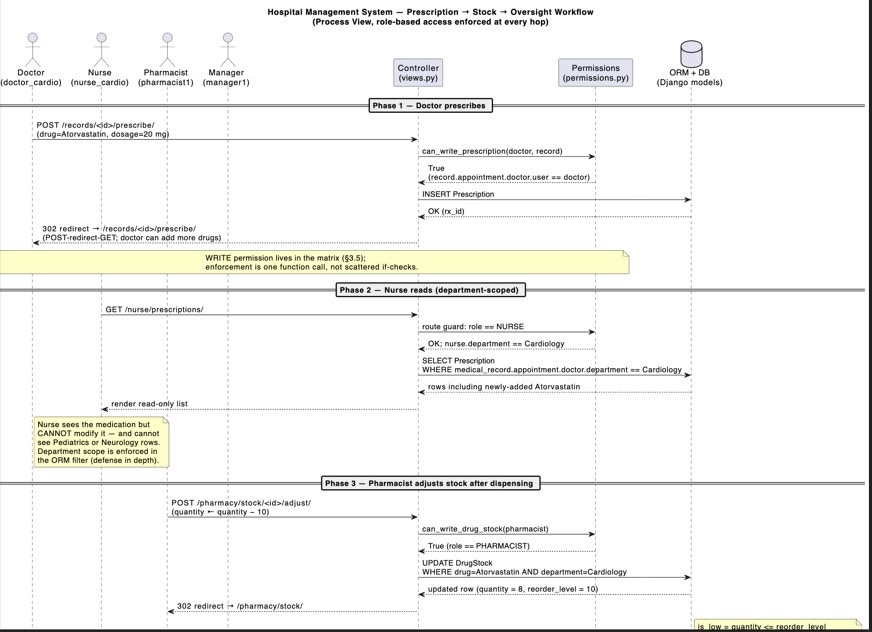 Hospital Management System — Prescription → Stock → Oversight Workflow
(Process View, role-based access enforced at every hop)
Doctor
(doctor_cardio)
Nurse
(nurse_cardio)
Pharmacist
(pharmacist1)
Manager
(manager1)
Controller
(views.py)
Permissions
(permissions.py)
ORM + DB
(Django models)
Phase 1 — Doctor prescribes
POST /records/<id>/prescribe/
(drug=Atorvastatin, dosage=20 mg)
can_write_prescription(doctor, record)
True
(record.appointment.doctor.user == doctor)
INSERT Prescription
OK (rx_id)
302 redirect → /records/<id>/prescribe/
(POST-redirect-GET; doctor can add more drugs)
WRITE permission lives in the matrix (§3.5);
enforcement is one function call, not scattered if-checks.
Phase 2 — Nurse reads (department-scoped)
GET /nurse/prescriptions/
route guard: role == NURSE
OK; nurse.department == Cardiology
SELECT Prescription
WHERE medical_record.appointment.doctor.department == Cardiology
rows including newly-added Atorvastatin
render read-only list
Nurse sees the medication but
CANNOT modify it — and cannot
see Pediatrics or Neurology rows.
Department scope is enforced in
the ORM filter (defense in depth).
Phase 3 — Pharmacist adjusts stock after dispensing
POST /pharmacy/stock/<id>/adjust/
(quantity ← quantity − 10)
can_write_drug_stock(pharmacist)
True (role == PHARMACIST)
UPDATE DrugStock
WHERE drug=Atorvastatin AND department=Cardiology
updated row (quantity = 8, reorder_level = 10)
302 redirect → /pharmacy/stock/
is_low = quantity <= reorder_level